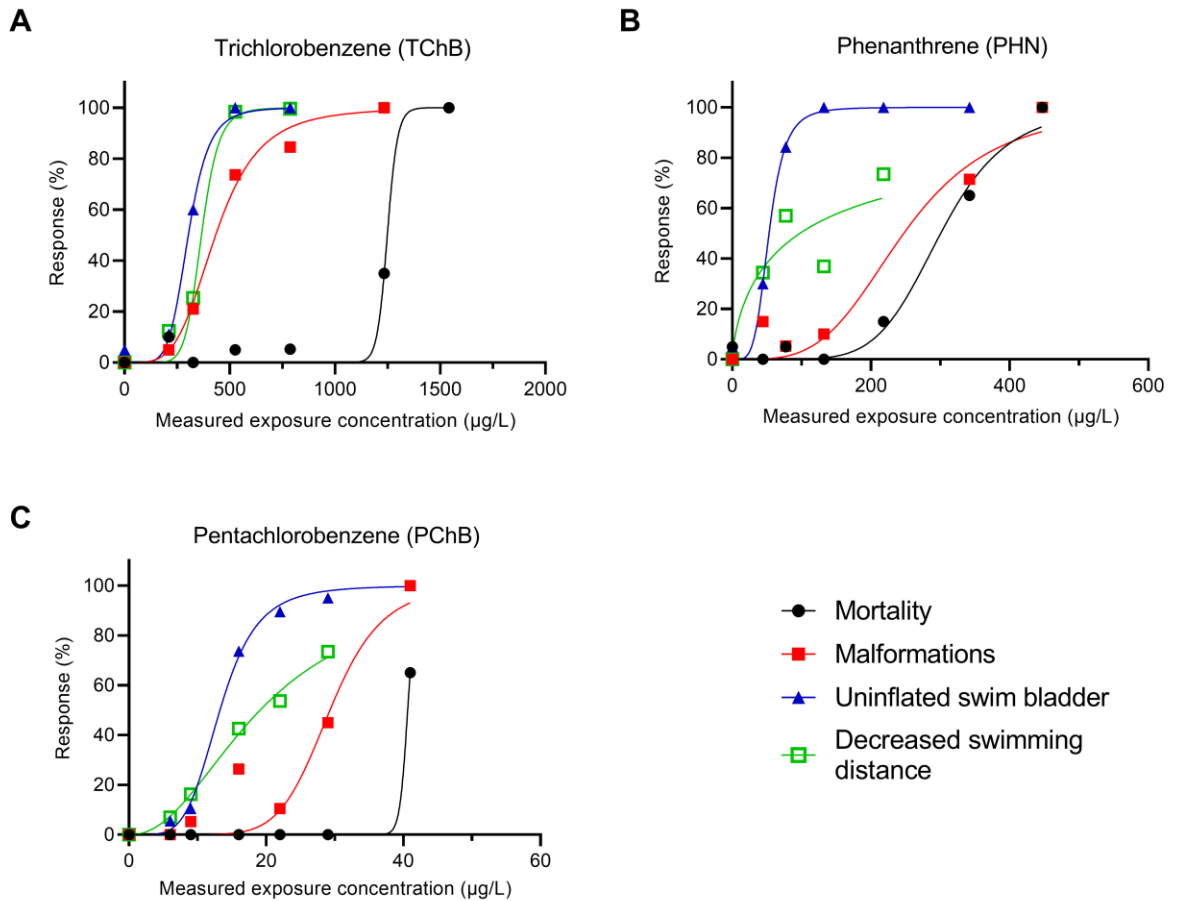 A
Trichlorobenzene (TChB)
Response (%)
100
80
60
40
20
0
0
500
1000
1500
2000
Measured exposure concentration (µg/L)
B
Phenanthrene (PHN)
Response (%)
100
80
60
40
20
0
0
200
400
600
Measured exposure concentration (µg/L)
C
Pentachlorobenzene (PChB)
Response (%)
100
80
60
40
20
0
0
20
40
60
Measured exposure concentration (µg/L)
Mortality
Malformations
Uninflated swim bladder
Decreased swimming
distance